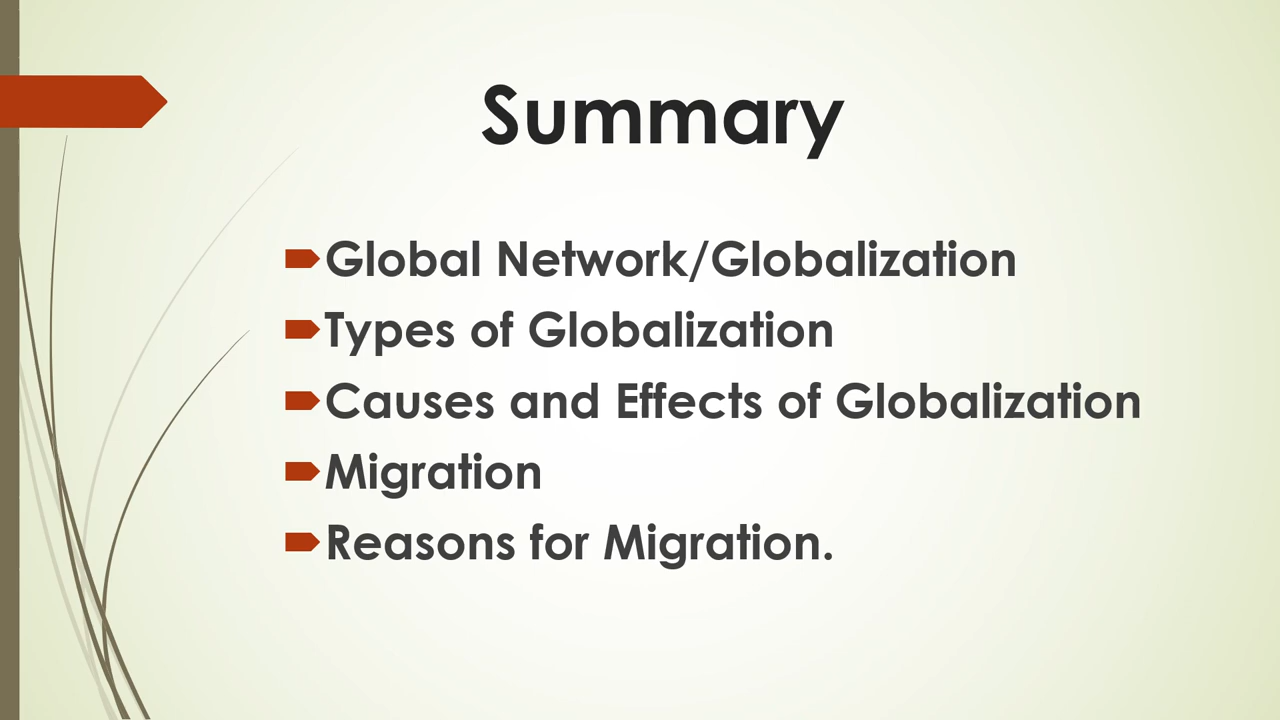 Summary
Global Network/Globalization
Types of Globalization
Causes and Effects of Globalization
Migration
Reasons for Migration.